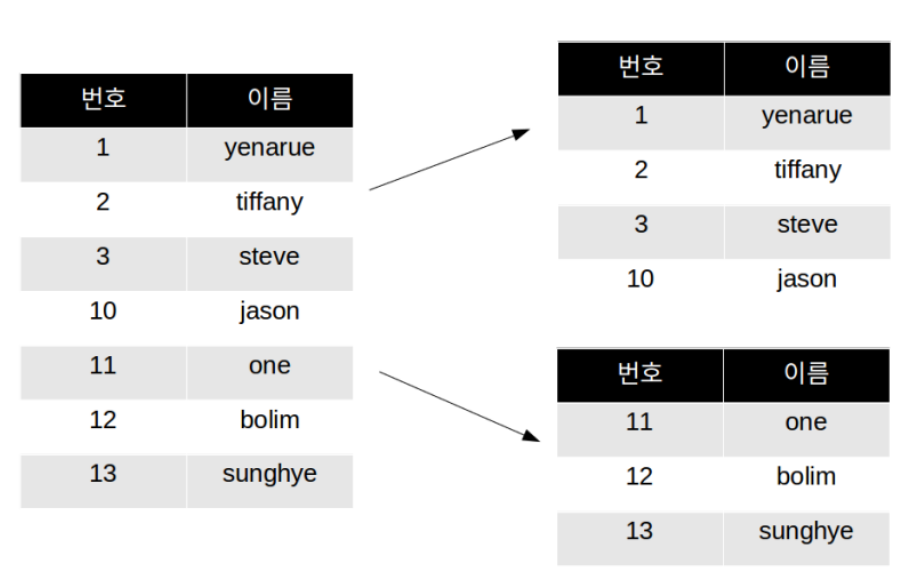 번호 이름
1 yenarue
2 tiffany
3 steve
10 jason
11 one
12 bolim
13 sunghye
번호 이름
1 yenarue
2 tiffany
3 steve
10 jason
번호 이름
11 one
12 bolim
13 sunghye